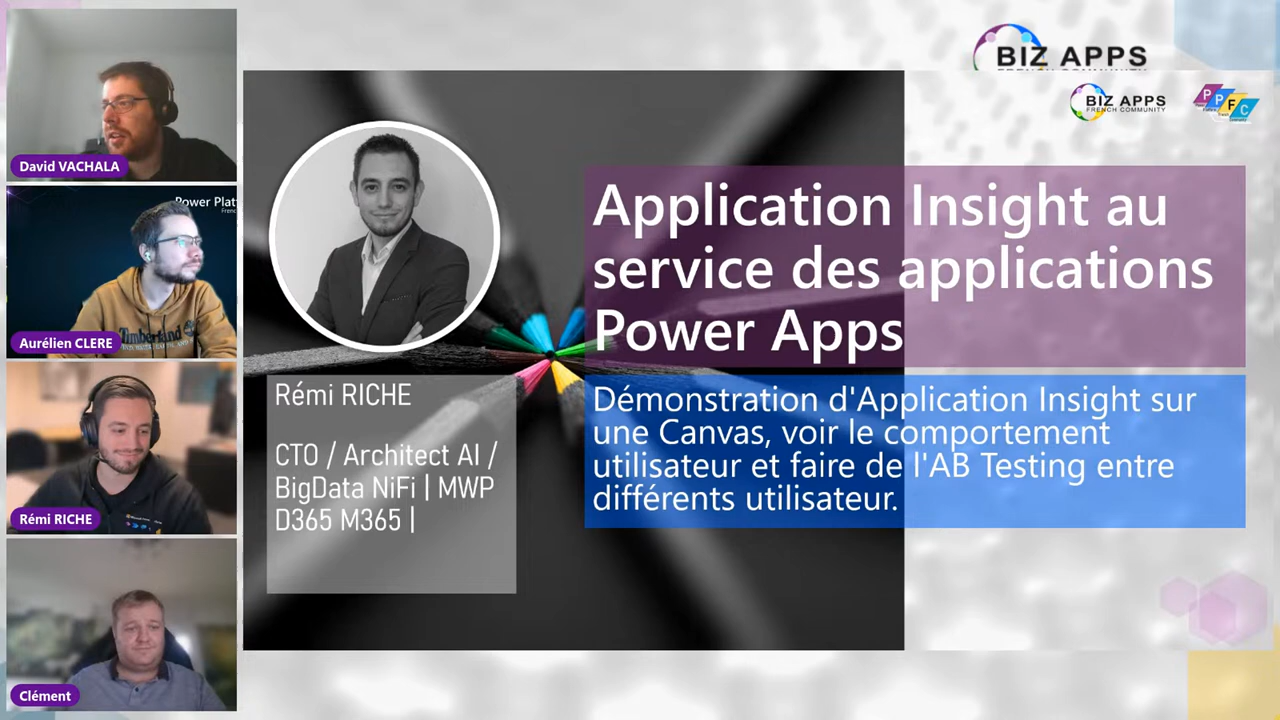 David VACHALA
Power Plat
Frenc
Timberland
Aurélien CLERE
Rémi RICHE
Clément
BIZ APPS
BIZ APPS
FRENCH COMMUNITY
P P F C
Application Insight au
service des applications
Power Apps
Rémi RICHE
CTO / Architect AI /
BigData NiFi | MWP
D365 M365 |
Démonstration d'Application Insight sur
une Canvas, voir le comportement
utilisateur et faire de l'AB Testing entre
différents utilisateur.